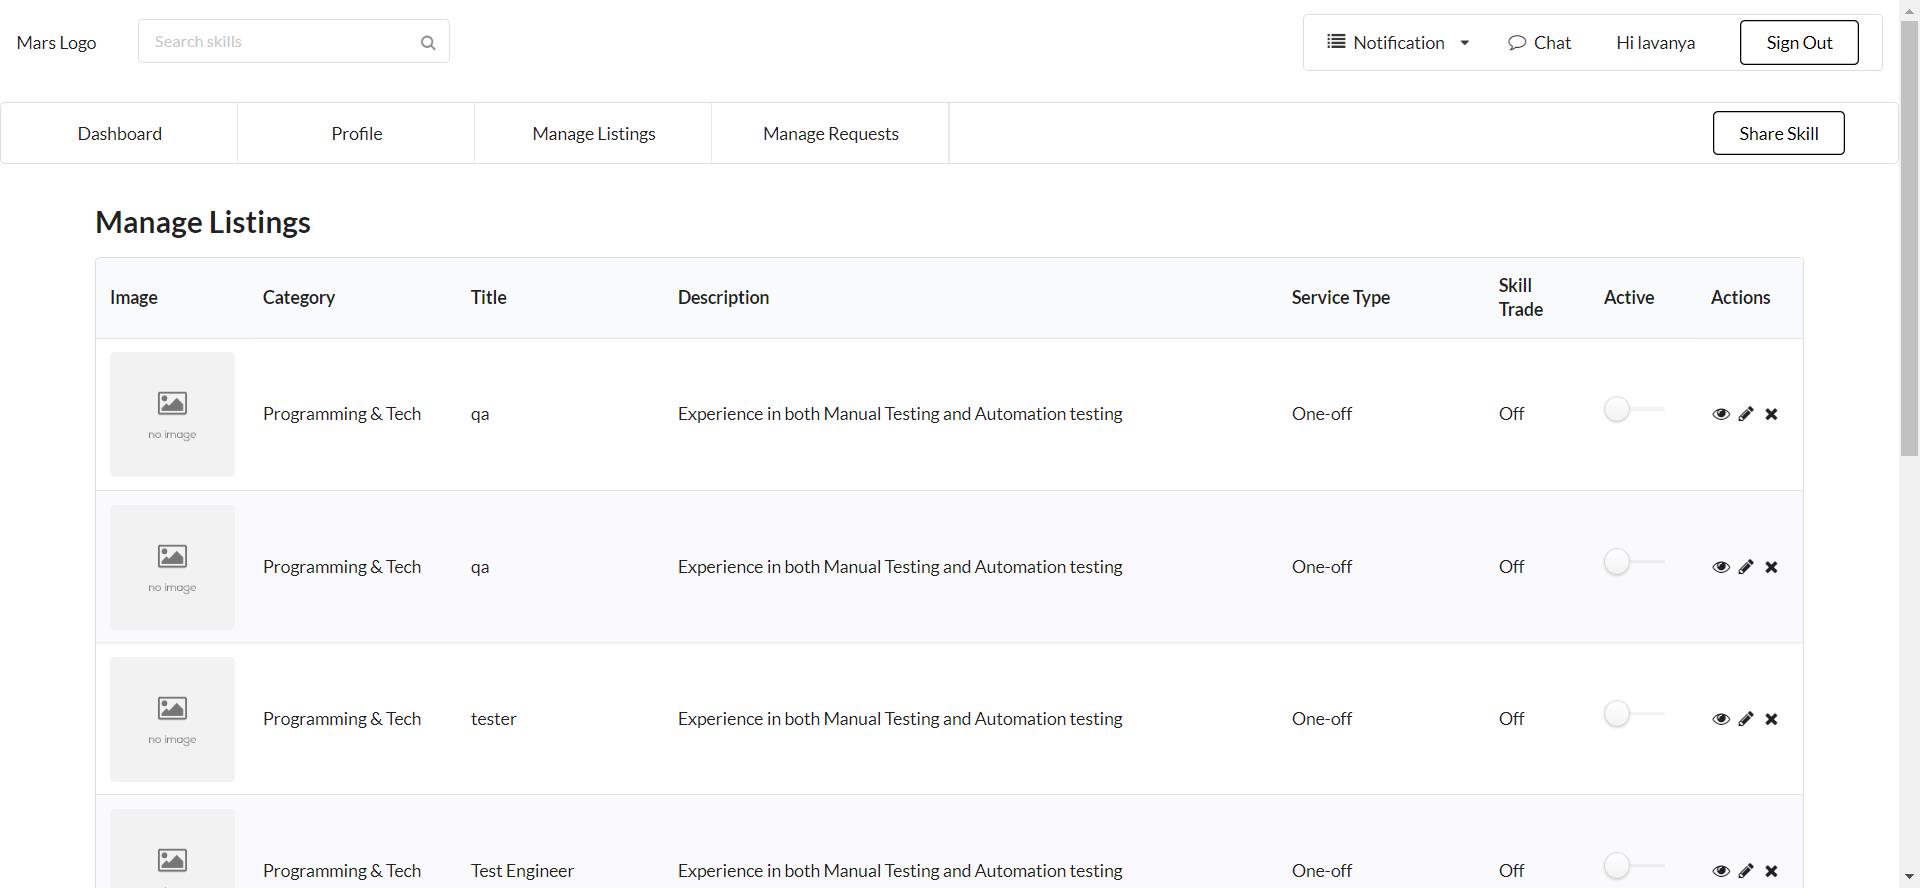 Mars Logo Search skills Notification Chat Hi lavanya Sign Out
Dashboard Profile Manage Listings Manage Requests Share Skill
Manage Listings
Image Category Title Description Service Type Skill Trade Active Actions
no image Programming & Tech qa Experience in both Manual Testing and Automation testing One-off Off
no image Programming & Tech qa Experience in both Manual Testing and Automation testing One-off Off
no image Programming & Tech tester Experience in both Manual Testing and Automation testing One-off Off
Programming & Tech Test Engineer Experience in both Manual Testing and Automation testing One-off Off